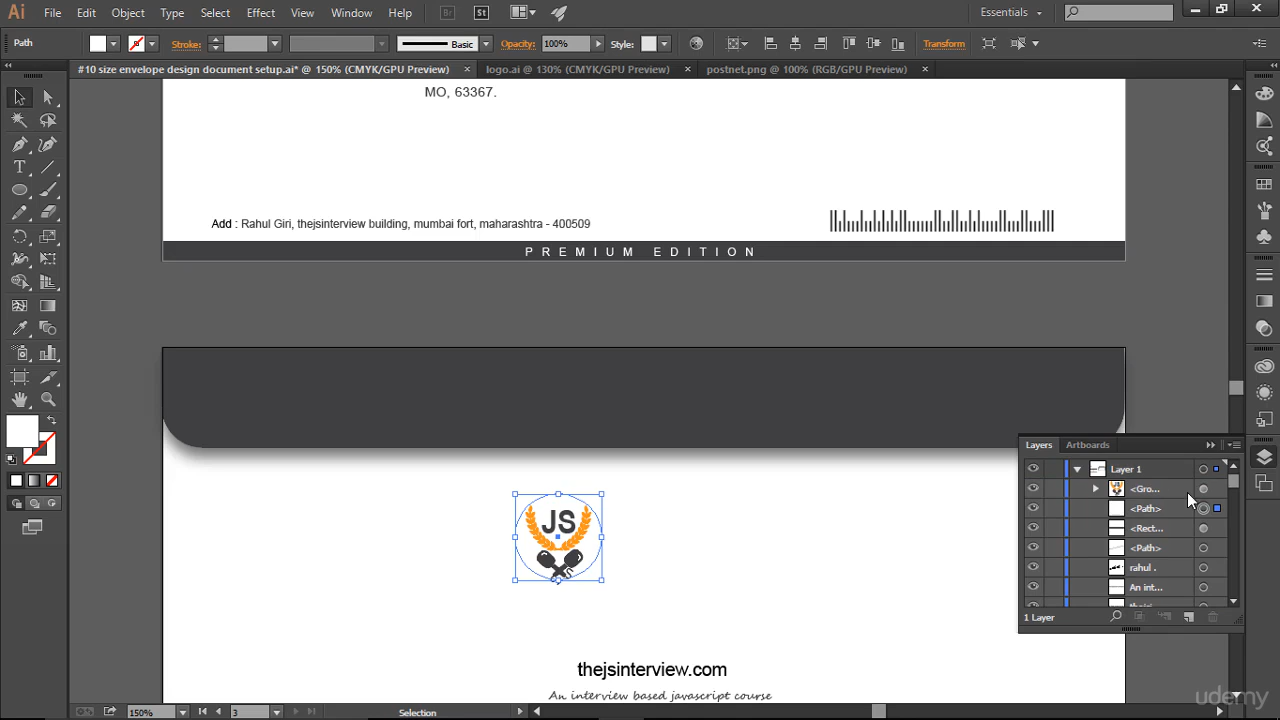 Ai File Edit Object Type Select Effect View Window Help Br St Essentials
Path Stroke: Basic Opacity: 100% Style: Transform
#10 size envelope design document setup.ai* @ 150% (CMYK/GPU Preview) × logo.ai @ 130% (CMYK/GPU Preview) × postnet.png @ 100% (RGB/GPU Preview) ×
MO, 63367.
Add : Rahul Giri, thejsinterview building, mumbai fort, maharashtra - 400509
PREMIUM EDITION
Layers Artboards
Layer 1
<Gro...
<Path>
<Rect...
<Path>
rahul .
An int...
1 Layer
JS
thejsinterview.com
An interview based javascript course
150% 3 Selection
udemy